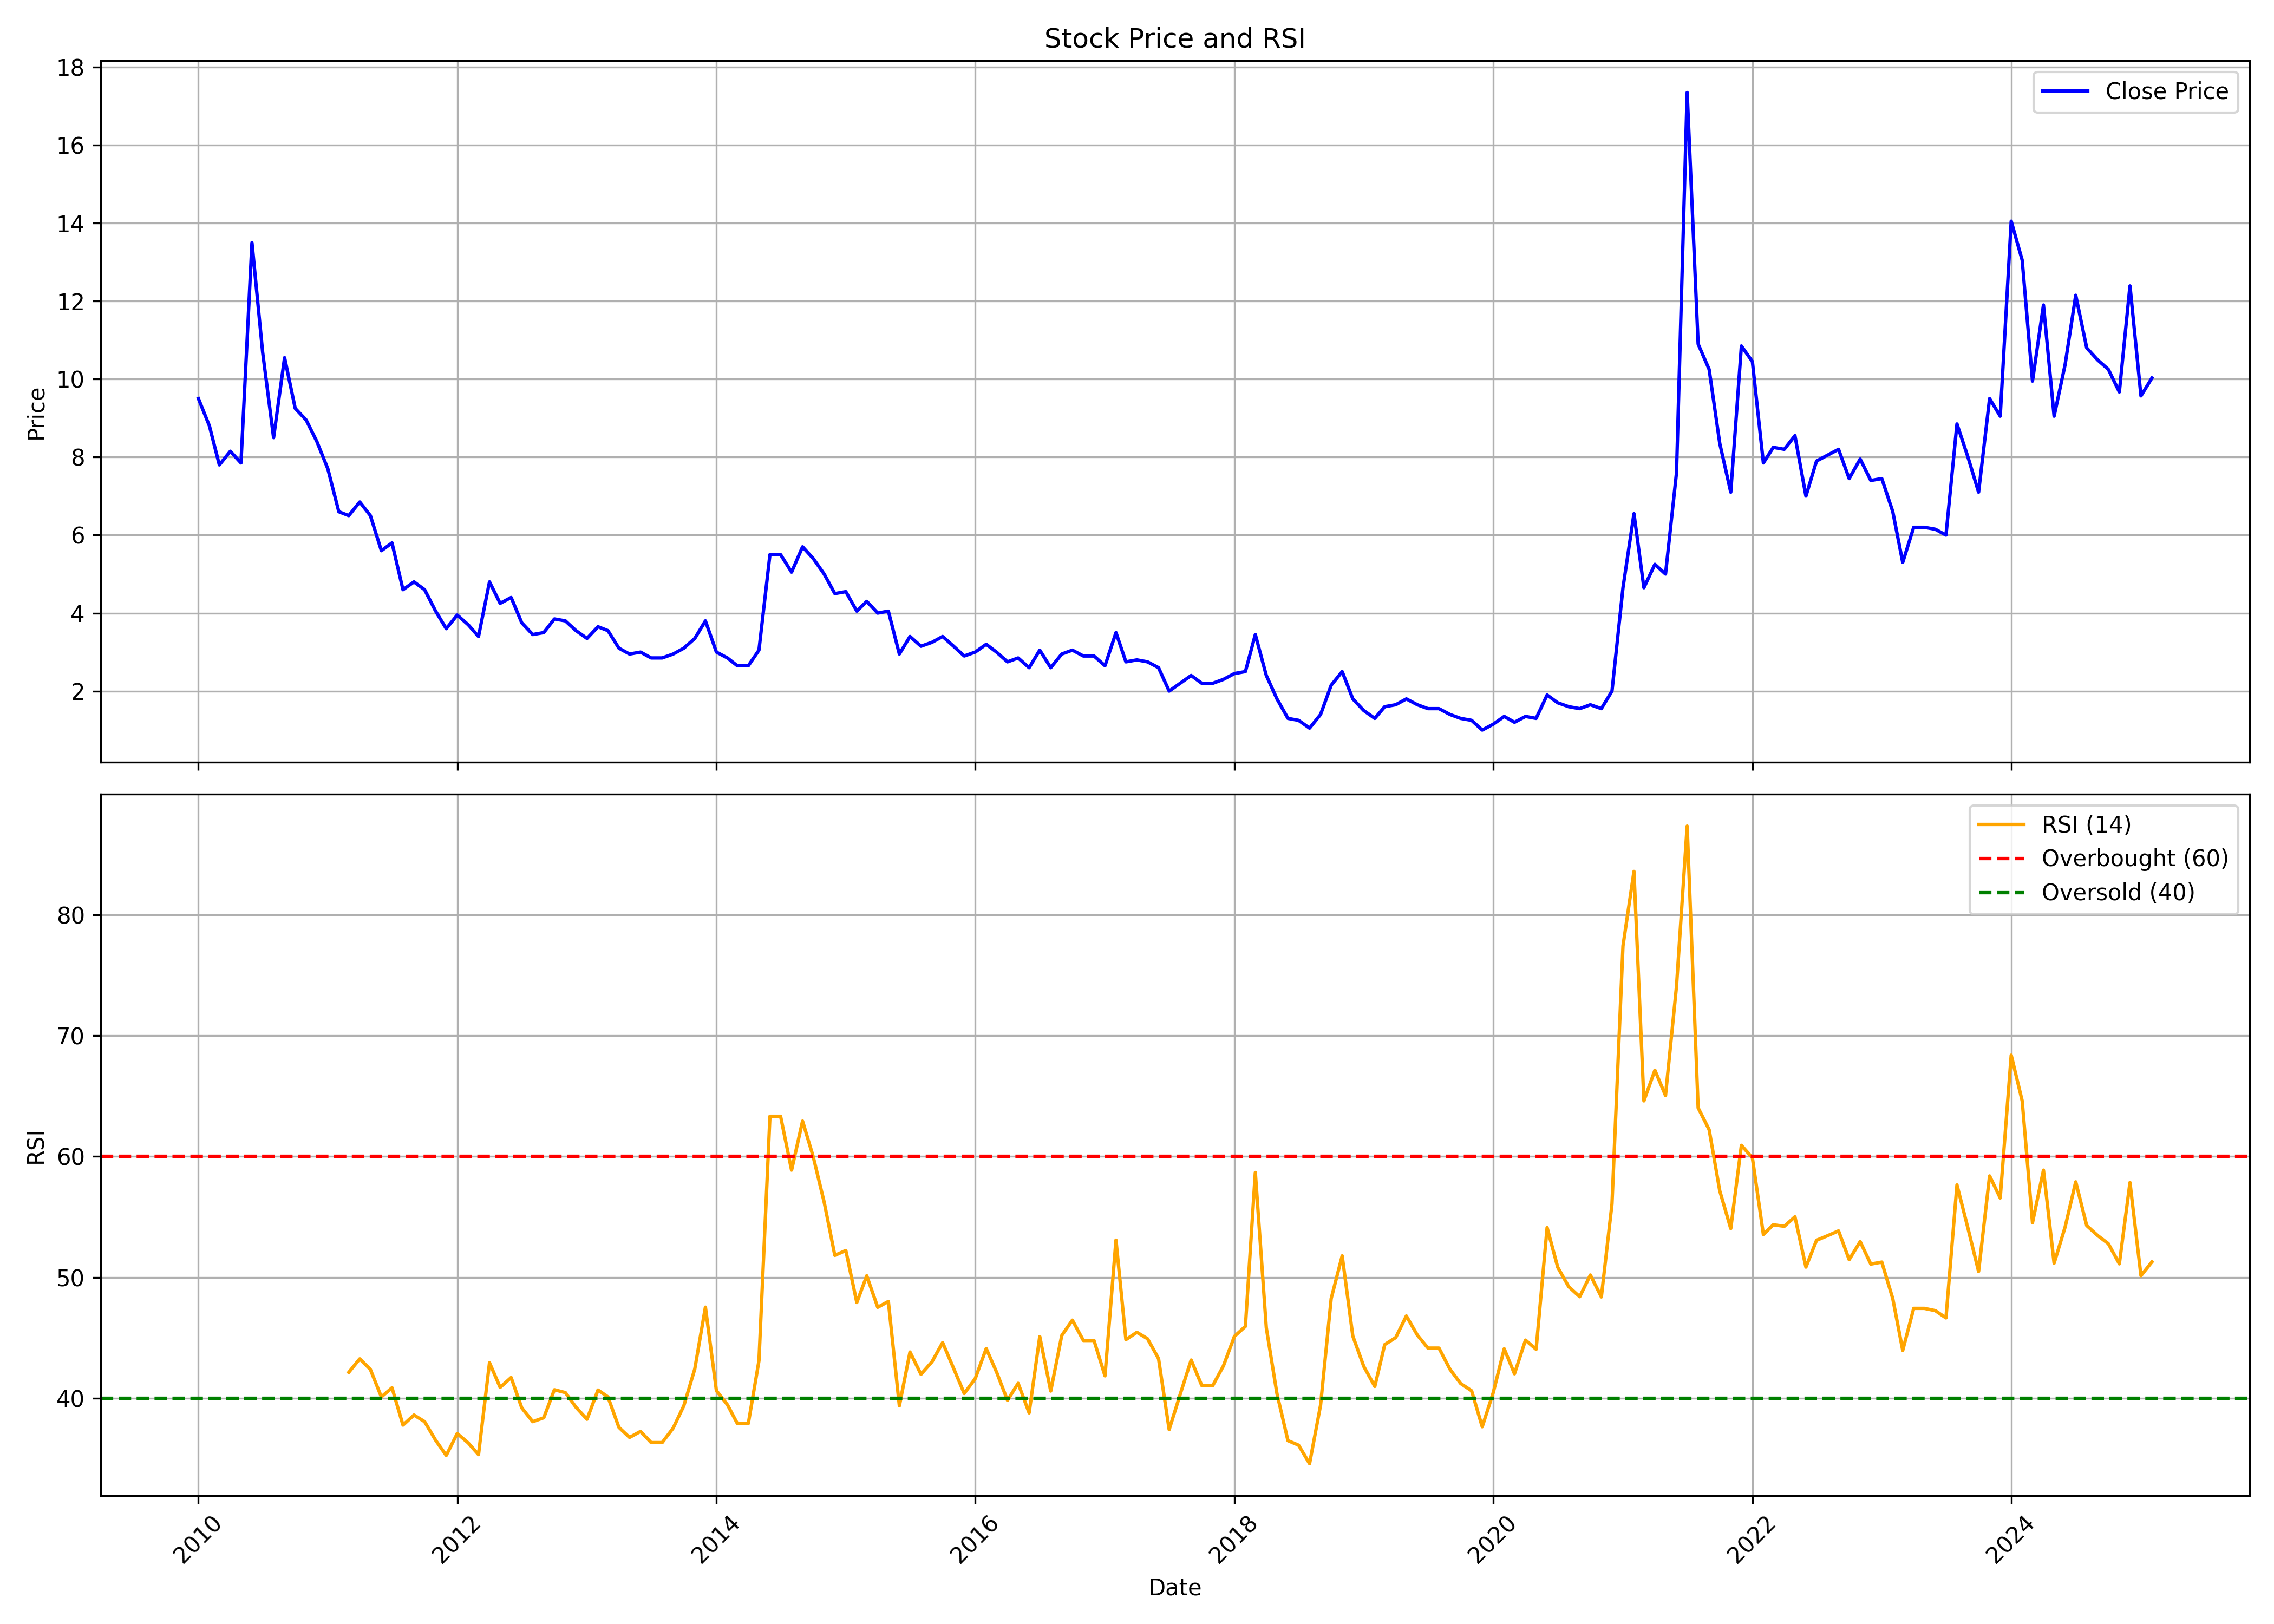 Stock Price and RSI
18
16
14
12
10
8
6
4
2
Price
Close Price
80
70
60
50
40
RSI
RSI (14)
Overbought (60)
Oversold (40)
2010
2012
2014
2016
2018
2020
2022
2024
Date